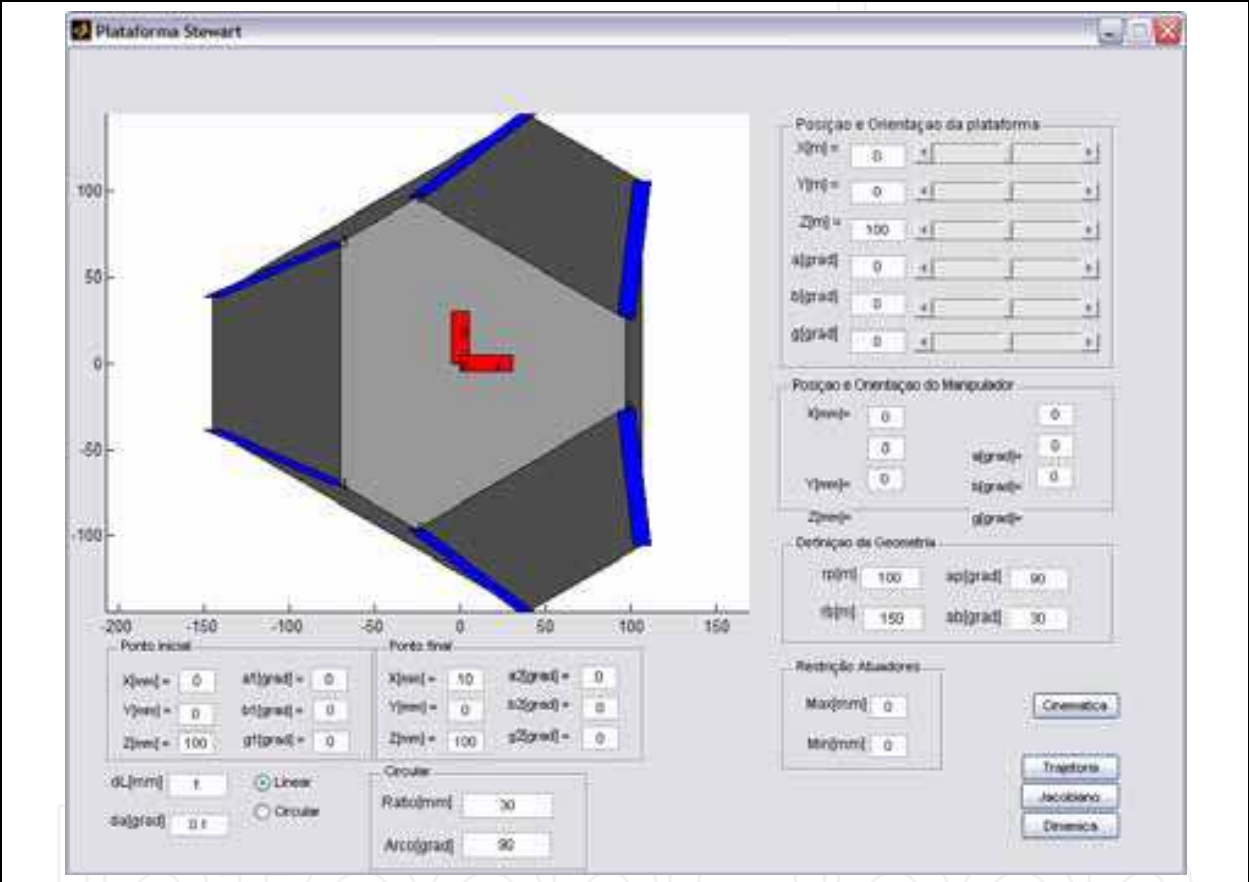 Plataforma Stewart
100
50
0
-50
-100
-200 -150 -100 -50 0 50 100 150
Posiçao e Orientaçao da plataforma
X[m] = 0
Y[m] = 0
Z[m] = 100
a[grad] 0
b[grad] 0
g[grad] 0
Posiçao e Orientaçao do Manipulador
X[mm]= 0 0
0 a[grad]= 0
Y[mm]= 0 b[grad]= 0
Z[mm]= g[grad]=
Definiçao da Geometria
rp[m] 100 ap[grad] 90
rb[m] 150 ab[grad] 30
Ponto inicial
X[mm] = 0 a1[grad] = 0
Y[mm] = 0 b1[grad] = 0
Z[mm] = 100 g1[grad] = 0
Ponto final
X[mm] = 10 a2[grad] = 0
Y[mm] = 0 b2[grad] = 0
Z[mm] = 100 g2[grad] = 0
Restrição Atuadores
Max[mm] 0
Min[mm] 0
dL[mm] 1
da[grad] 0.1
Linear
Circular
Circular
Ratio[mm] 30
Arco[grad] 90
Cinematica
Trajetoria
Jacobiano
Dinamica